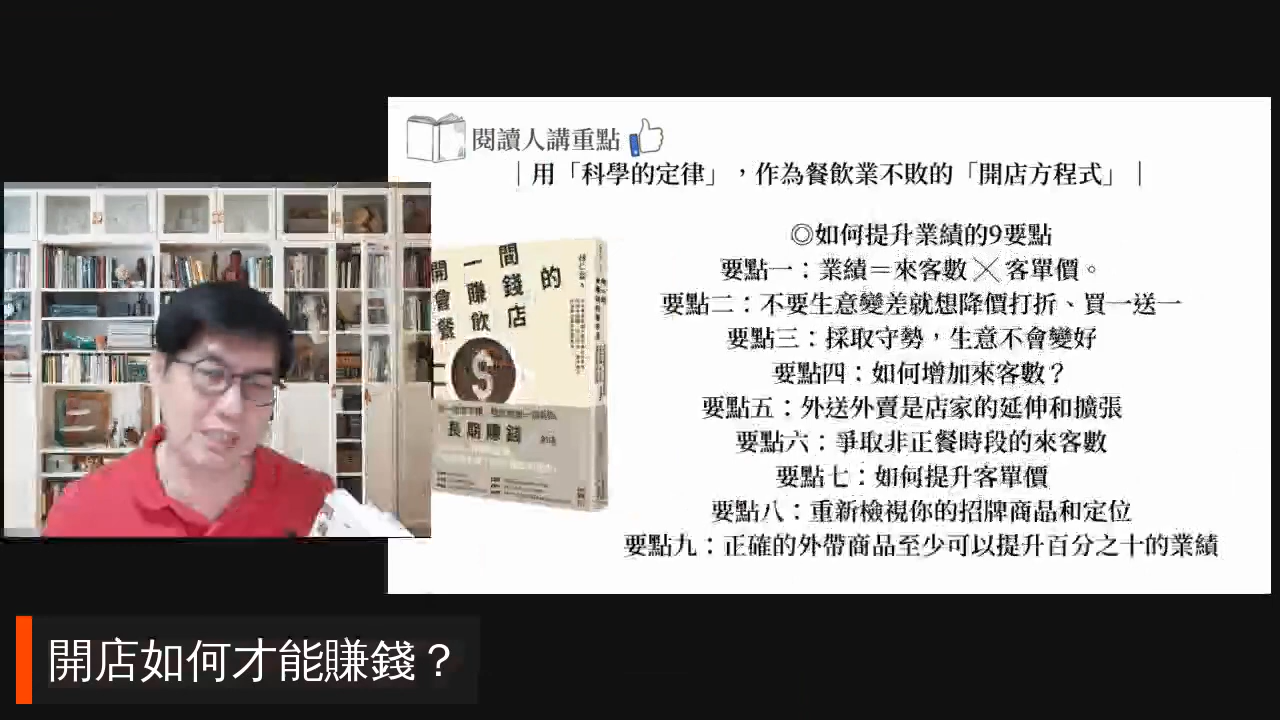 閱讀人講重點
｜用「科學的定律」，作為餐飲業不敗的「開店方程式」｜
◎如何提升業績的9要點
要點一：業績＝來客數╳客單價。
要點二：不要生意變差就想降價打折、買一送一
要點三：採取守勢，生意不會變好
要點四：如何增加來客數？
要點五：外送外賣是店家的延伸和擴張
要點六：爭取非正餐時段的來客數
要點七：如何提升客單價
要點八：重新檢視你的招牌商品和定位
要點九：正確的外帶商品至少可以提升百分之十的業績
開一間
會賺錢的
餐飲店
長期賺錢
開店如何才能賺錢？